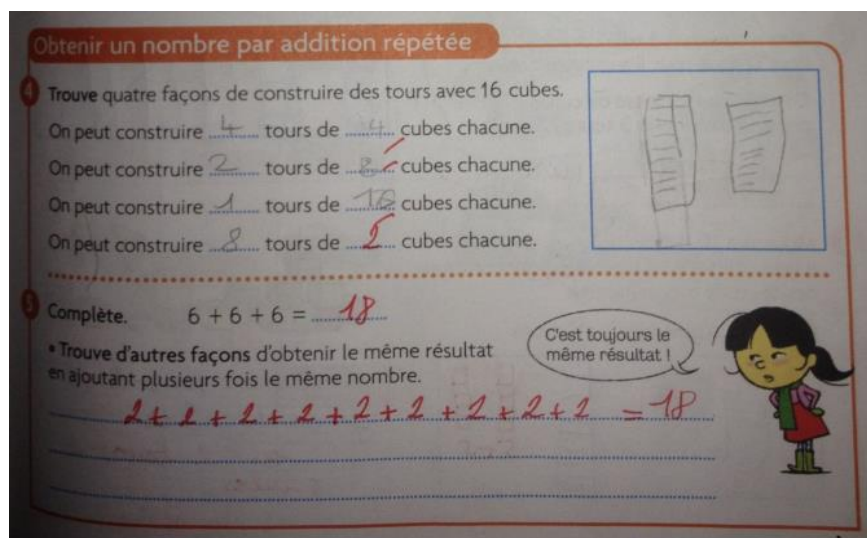 Obtenir un nombre par addition répétée
4 Trouve quatre façons de construire des tours avec 16 cubes.
On peut construire 4 tours de 4 cubes chacune.
On peut construire 2 tours de 8 cubes chacune.
On peut construire 1 tours de 16 cubes chacune.
On peut construire 8 tours de 2 cubes chacune.
5 Complète. 6 + 6 + 6 = 18
• Trouve d'autres façons d'obtenir le même résultat
en ajoutant plusieurs fois le même nombre.
C'est toujours le
même résultat !
2 + 2 + 2 + 2 + 2 + 2 + 2 + 2 + 2 = 18